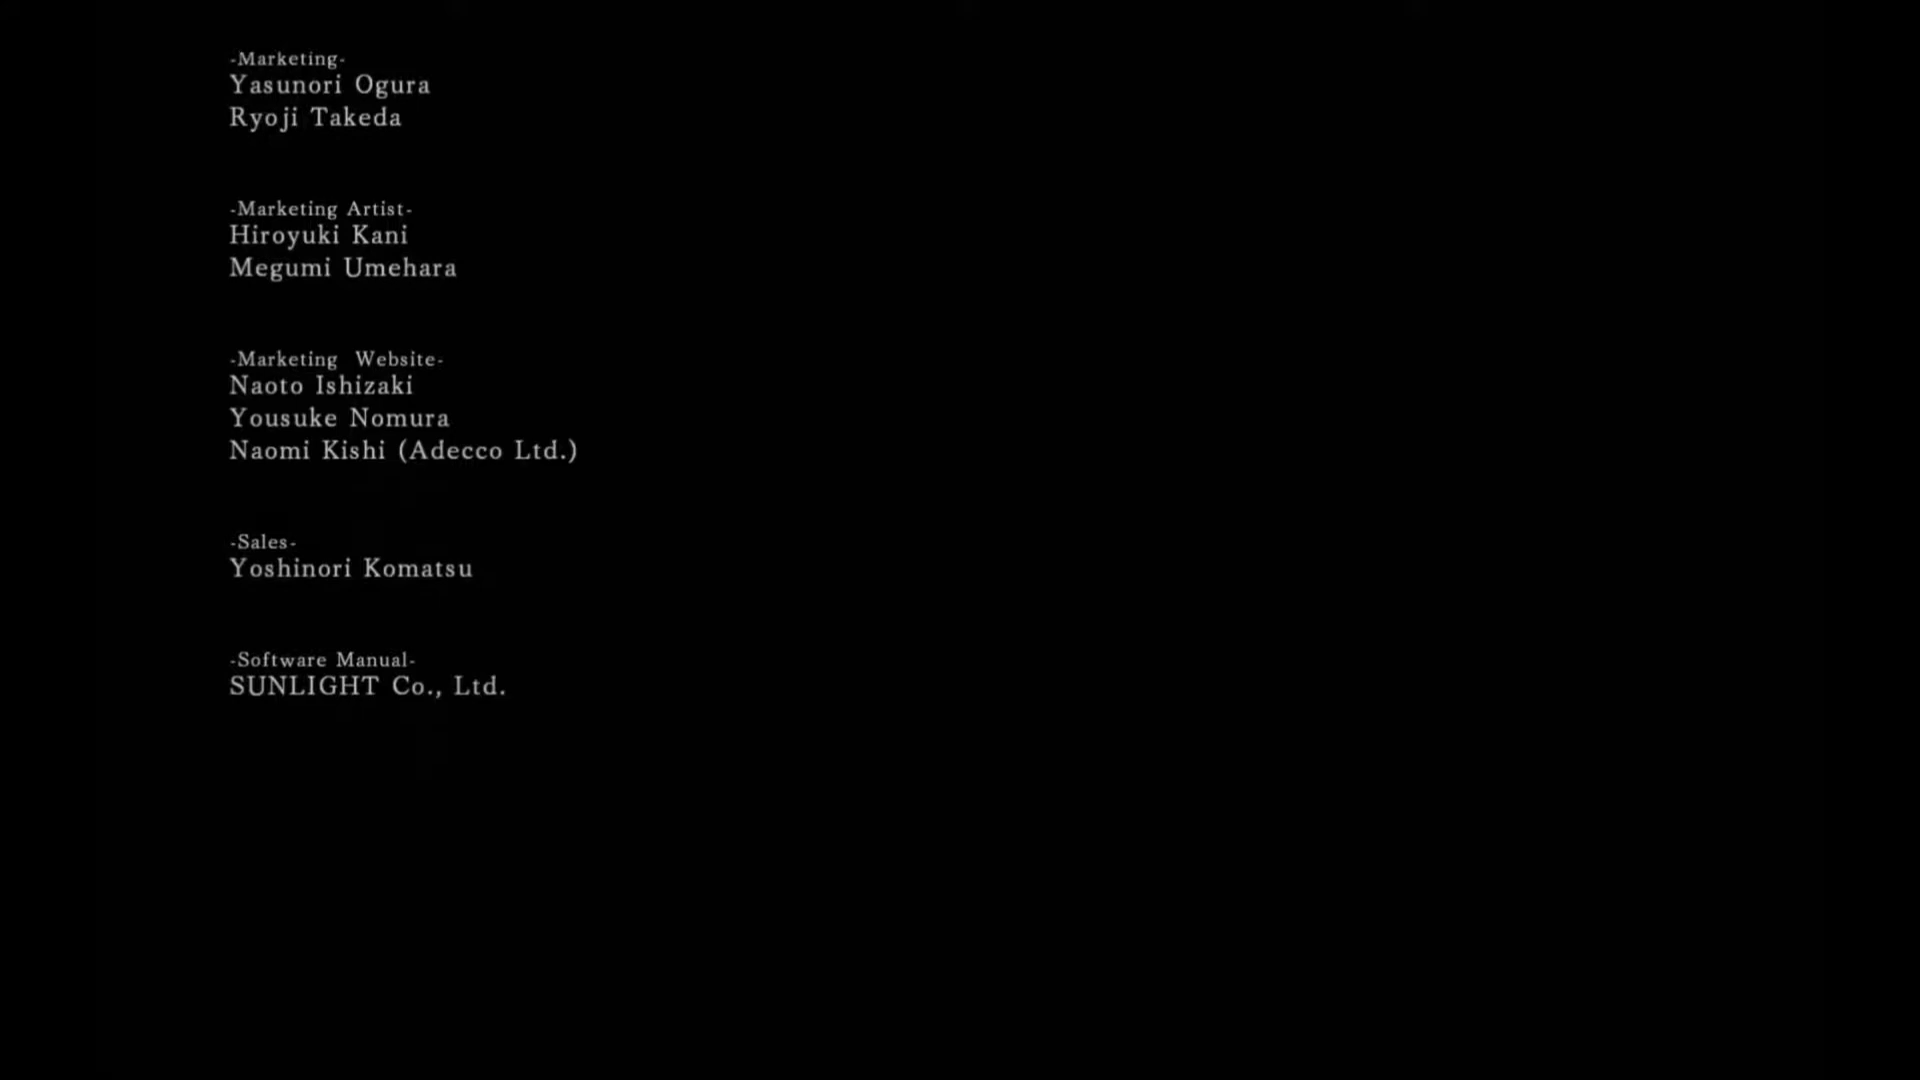 -Marketing-
Yasunori Ogura
Ryoji Takeda
-Marketing Artist-
Hiroyuki Kani
Megumi Umehara
-Marketing  Website-
Naoto Ishizaki
Yousuke Nomura
Naomi Kishi (Adecco Ltd.)
-Sales-
Yoshinori Komatsu
-Software Manual-
SUNLIGHT Co., Ltd.